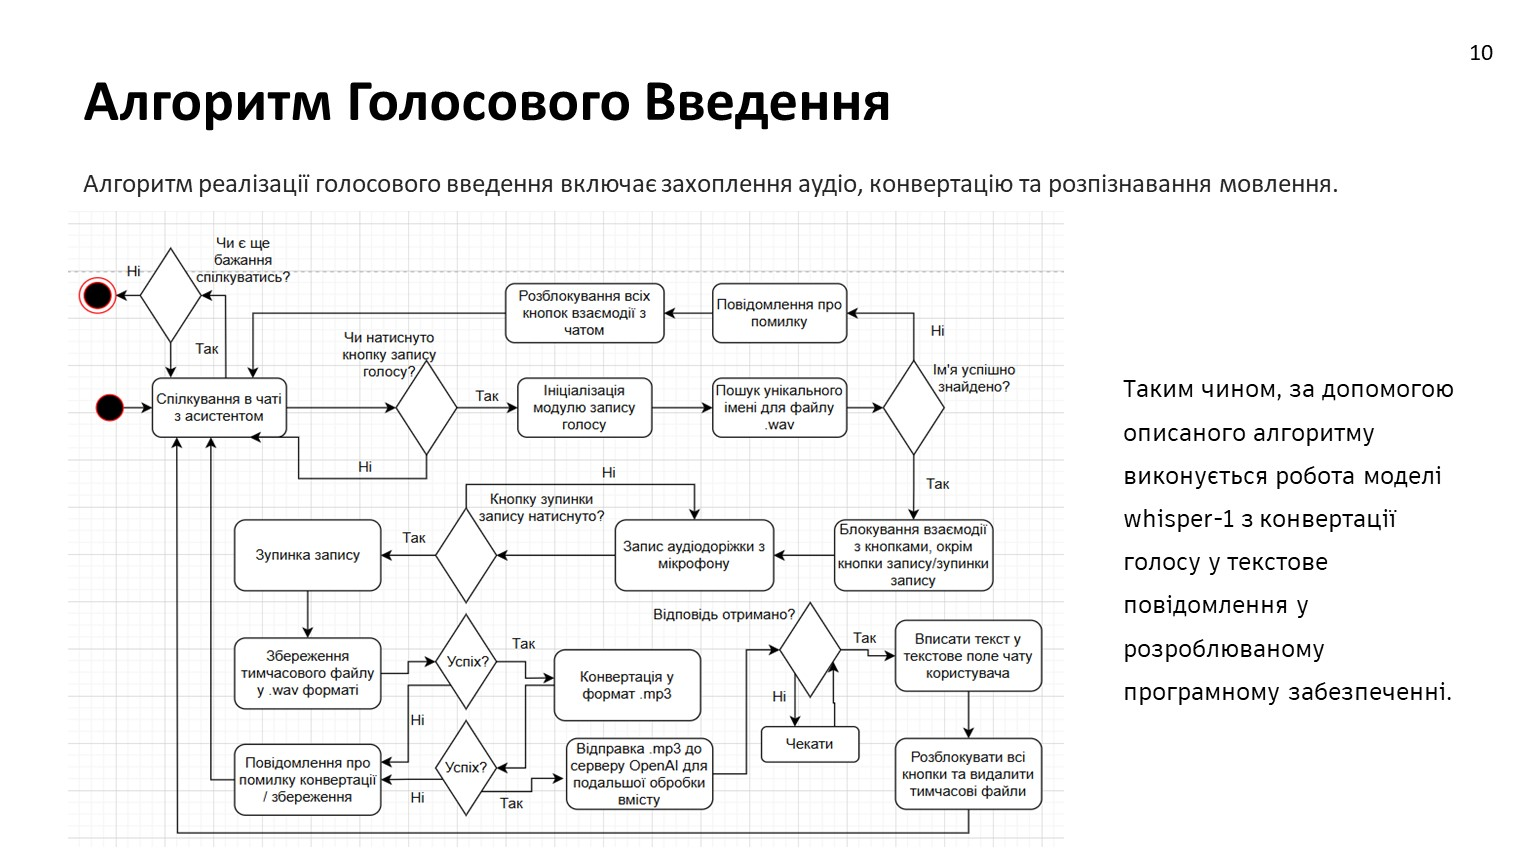 10
Алгоритм Голосового Введення
Алгоритм реалізації голосового введення включає захоплення аудіо, конвертацію та розпізнавання мовлення.
Чи є ще
бажання
спілкуватись?
Ні
Так
Розблокування всіх
кнопок взаємодії з
чатом
Повідомлення про
помилку
Ні
Чи натиснуто
кнопку запису
голосу?
Ім'я успішно
знайдено?
Спілкування в чаті
з асистентом
Так
Ініціалізація
модулю запису
голосу
Пошук унікального
імені для файлу
.wav
Ні
Так
Ні
Кнопку зупинки
запису натиснуто?
Зупинка запису
Так
Запис аудіодоріжки з
мікрофону
Блокування взаємодії
з кнопками, окрім
кнопки запису/зупинки
запису
Збереження
тимчасового файлу
у .wav форматі
Успіх?
Так
Конвертація у
формат .mp3
Ні
Відповідь отримано?
Так
Вписати текст у
текстове поле чату
користувача
Ні
Чекати
Повідомлення про
помилку конвертації
/ збереження
Успіх?
Ні
Так
Відправка .mp3 до
серверу OpenAI для
подальшої обробки
вмісту
Розблокувати всі
кнопки та видалити
тимчасові файли
Таким чином, за допомогою
описаного алгоритму
виконується робота моделі
whisper-1 з конвертації
голосу у текстове
повідомлення у
розроблюваному
програмному забезпеченні.